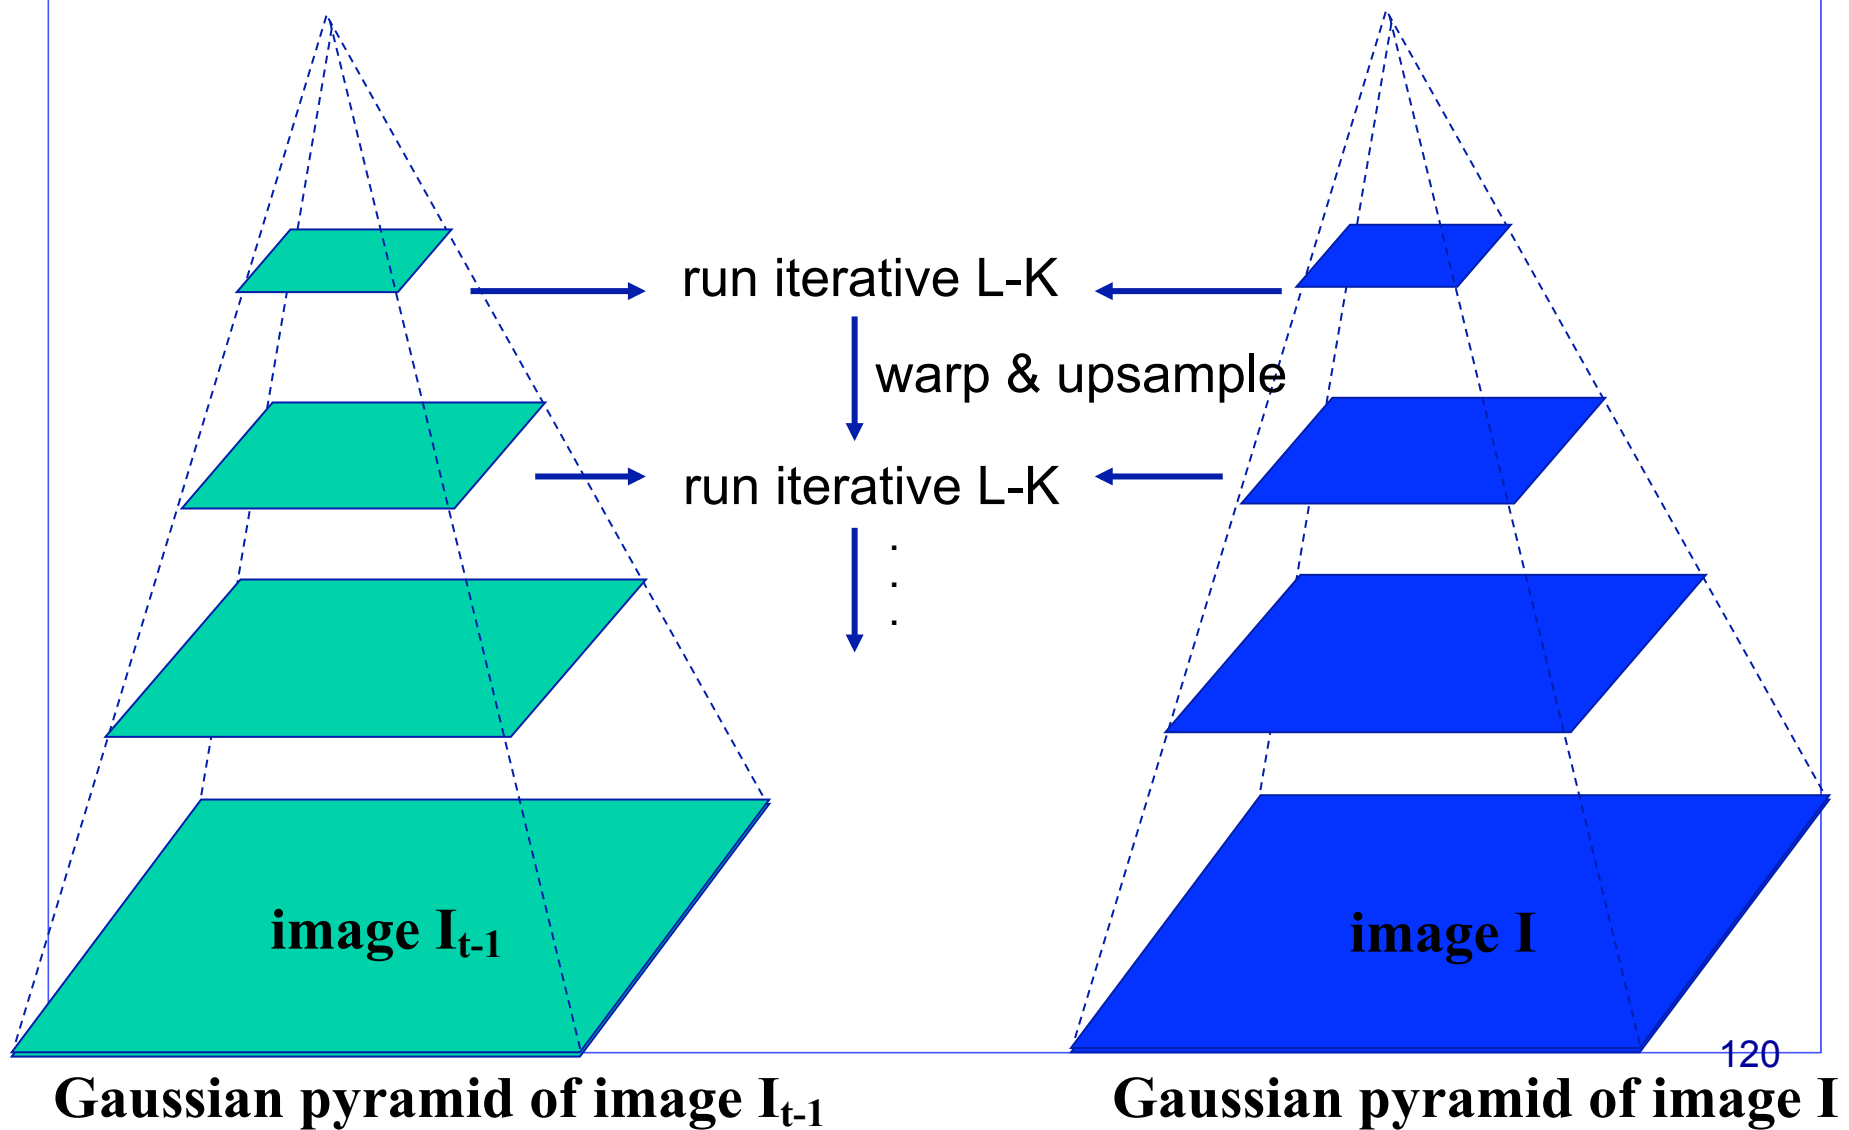 run iterative L-K
warp & upsample
run iterative L-K
.
.
.
image Iₜ₋₁
image I
120
Gaussian pyramid of image Iₜ₋₁
Gaussian pyramid of image I